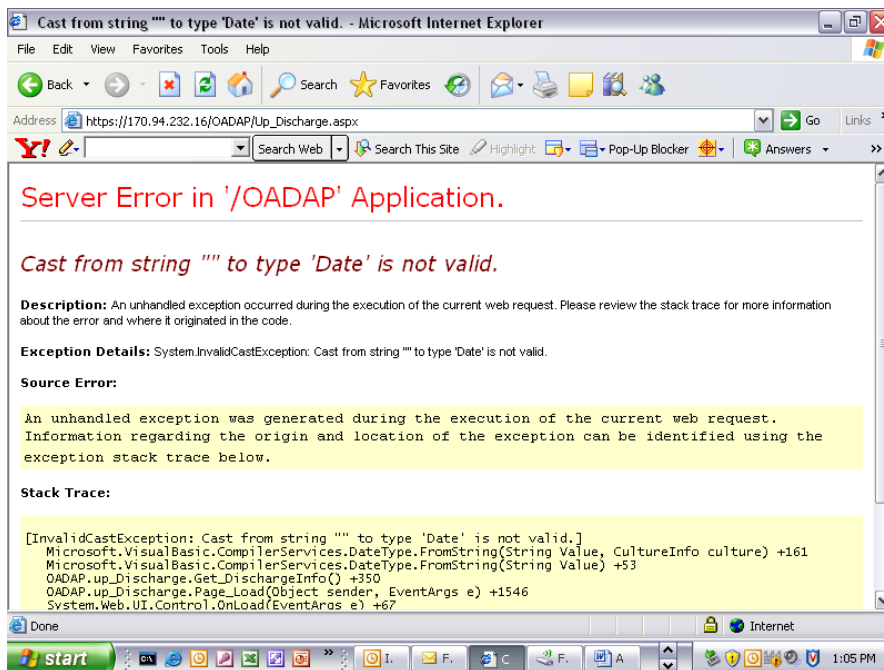 Cast from string "" to type 'Date' is not valid. - Microsoft Internet Explorer
File Edit View Favorites Tools Help
Back Search Favorites
Address https://170.94.232.16/OADAP/Up_Discharge.aspx Go Links
Y! Search Web Search This Site Highlight Pop-Up Blocker Answers
Server Error in '/OADAP' Application.
Cast from string "" to type 'Date' is not valid.
Description: An unhandled exception occurred during the execution of the current web request. Please review the stack trace for more information
about the error and where it originated in the code.
Exception Details: System.InvalidCastException: Cast from string "" to type 'Date' is not valid.
Source Error:
An unhandled exception was generated during the execution of the current web request.
Information regarding the origin and location of the exception can be identified using the
exception stack trace below.
Stack Trace:
[InvalidCastException: Cast from string "" to type 'Date' is not valid.]
Microsoft.VisualBasic.CompilerServices.DateType.FromString(String Value, CultureInfo culture) +161
Microsoft.VisualBasic.CompilerServices.DateType.FromString(String Value) +53
OADAP.up_Discharge.Get_DischargeInfo() +350
OADAP.up_Discharge.Page_Load(Object sender, EventArgs e) +1546
System.Web.UI.Control.OnLoad(EventArgs e) +67
Done Internet
start I. F. C F. A 1:05 PM